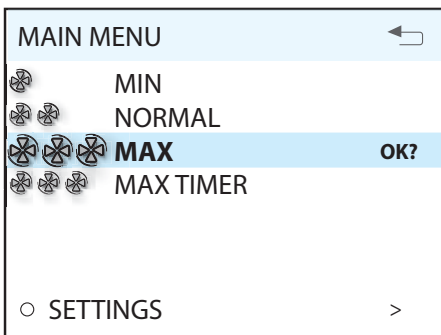 MAIN MENU
MIN
NORMAL
MAX OK?
MAX TIMER
SETTINGS >